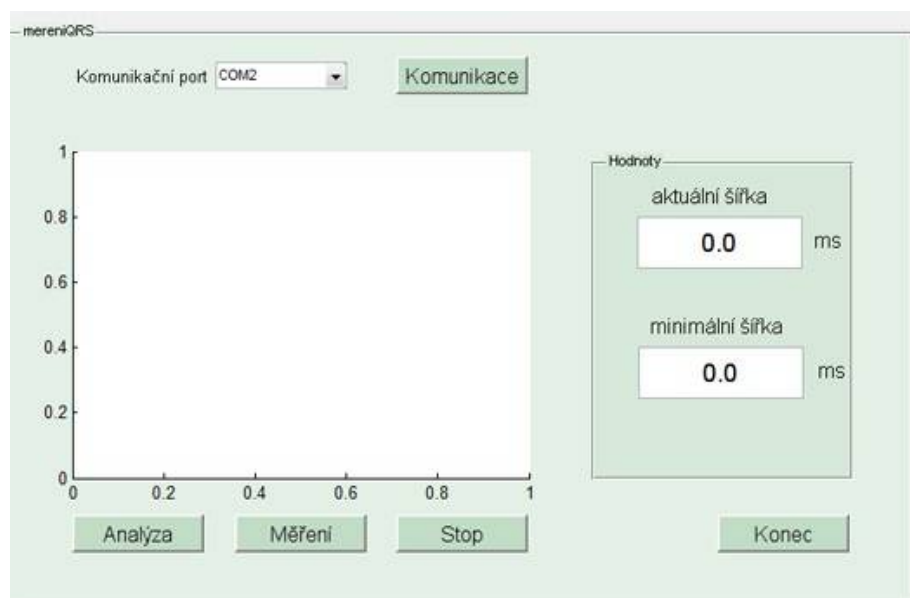 mereniQRS
Komunikační port COM2 Komunikace
1
0.8
0.6
0.4
0.2
0
0 0.2 0.4 0.6 0.8 1
Hodnoty
aktuální šířka
0.0 ms
minimální šířka
0.0 ms
Analýza Měření Stop Konec